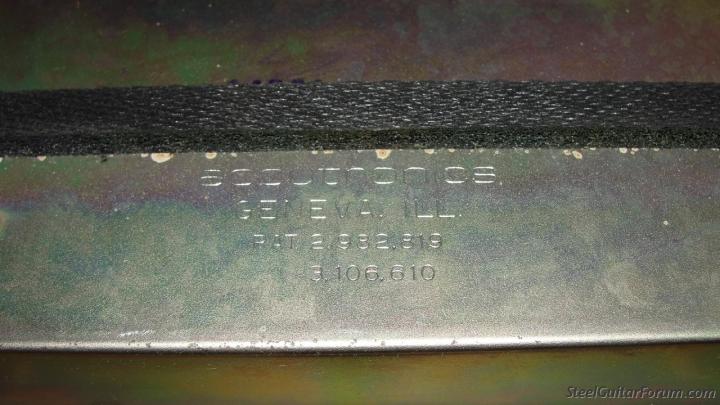 accutronics
GENEVA, ILL.
PAT. 2,982,819
3,106,610
SteelGuitarForum.com